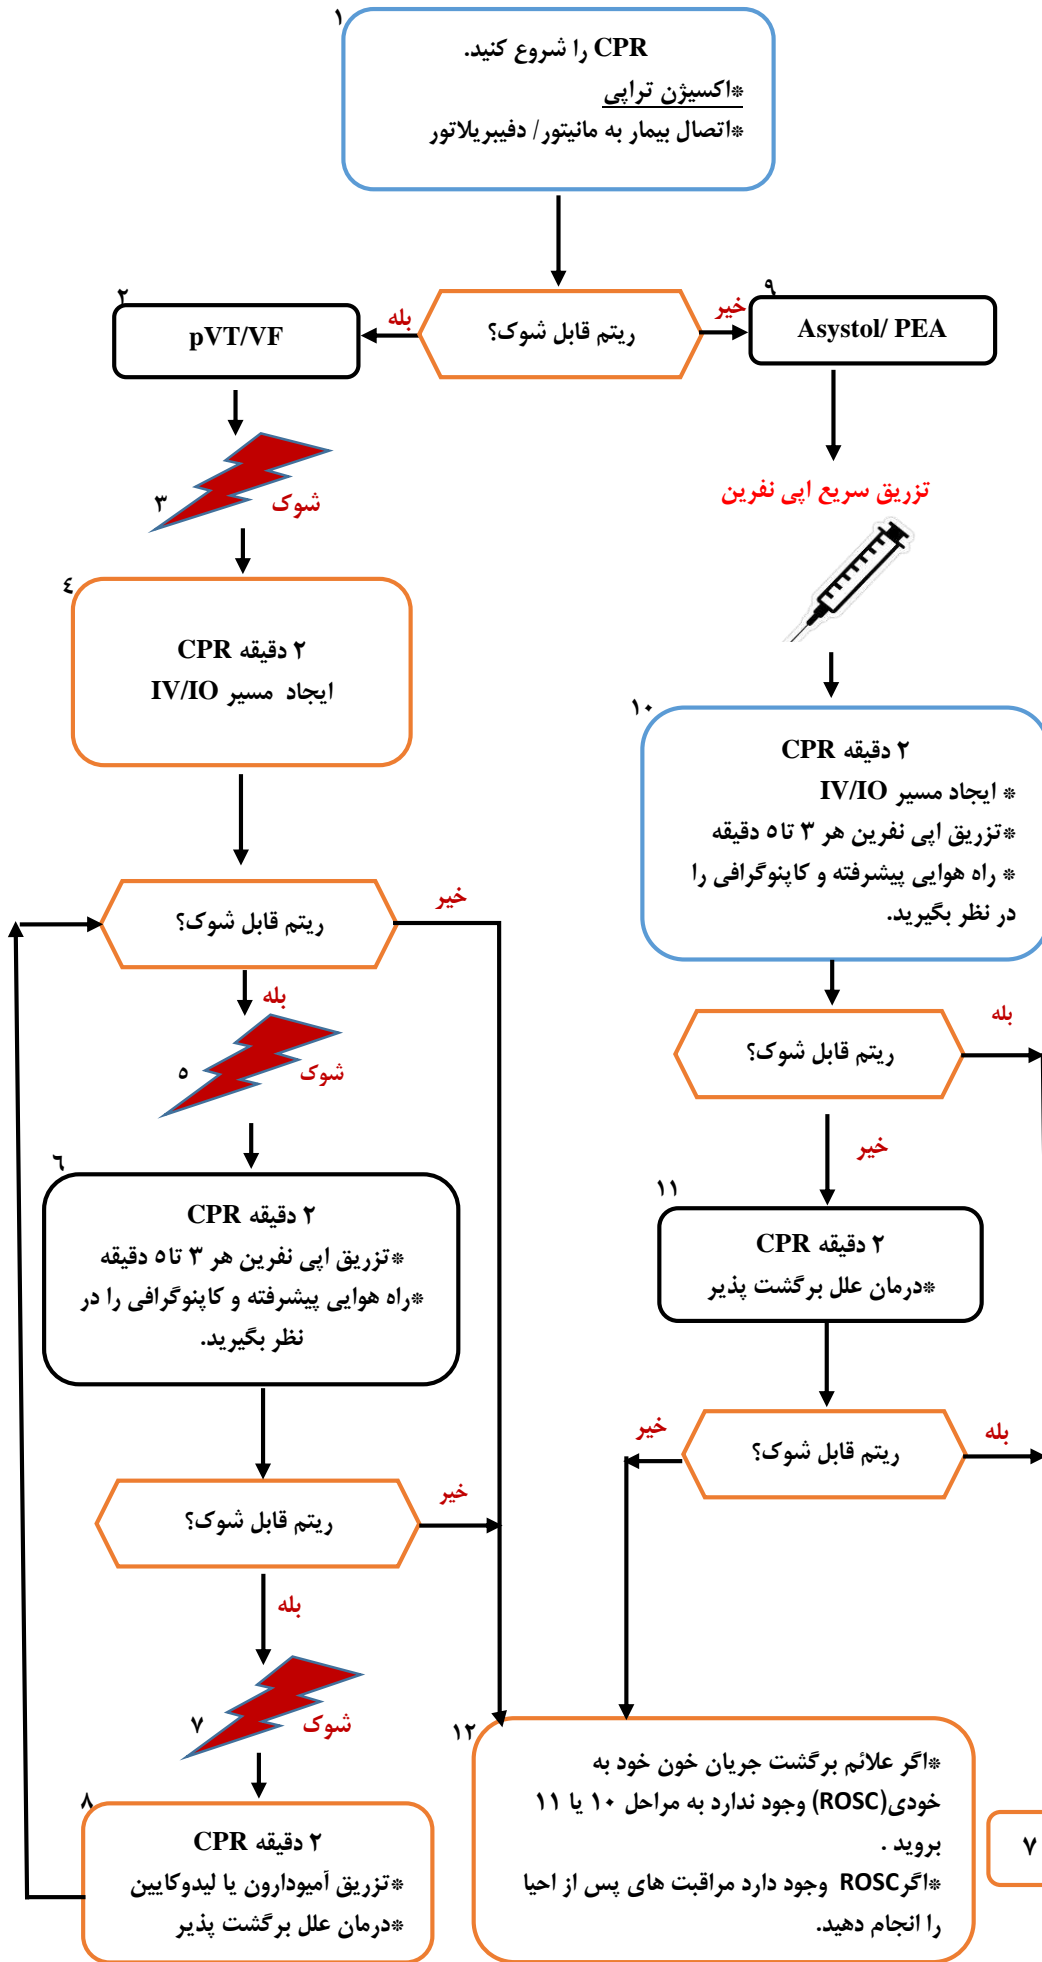 ۱
CPR را شروع کنید.
*اکسیژن تراپی
*اتصال بیمار به مانیتور/ دفیبریلاتور
ریتم قابل شوک؟
بله
خیر
۲
pVT/VF
۳
شوک
٤
۲ دقیقه CPR
ایجاد مسیر IV/IO
ریتم قابل شوک؟
خیر
بله
٥
شوک
٦
۲ دقیقه CPR
*تزریق اپی نفرین هر ۳ تا٥ دقیقه
*راه هوایی پیشرفته و کاپنوگرافی را در
نظر بگیرید.
ریتم قابل شوک؟
خیر
بله
۷
شوک
۸
۲ دقیقه CPR
*تزریق آمیودارون یا لیدوکایین
*درمان علل برگشت پذیر
۹
Asystol/ PEA
تزریق سریع اپی نفرین
۱۰
۲ دقیقه CPR
* ایجاد مسیر IV/IO
*تزریق اپی نفرین هر ۳ تا٥ دقیقه
* راه هوایی پیشرفته و کاپنوگرافی را
در نظر بگیرید.
ریتم قابل شوک؟
بله
خیر
۱۱
۲ دقیقه CPR
*درمان علل برگشت پذیر
ریتم قابل شوک؟
خیر
بله
۱۲
*اگر علائم برگشت جریان خون خود به
خودی(ROSC) وجود ندارد به مراحل ۱۰ یا ۱۱
بروید .
*اگرROSC وجود دارد مراقبت های پس از احیا
را انجام دهید.
۷